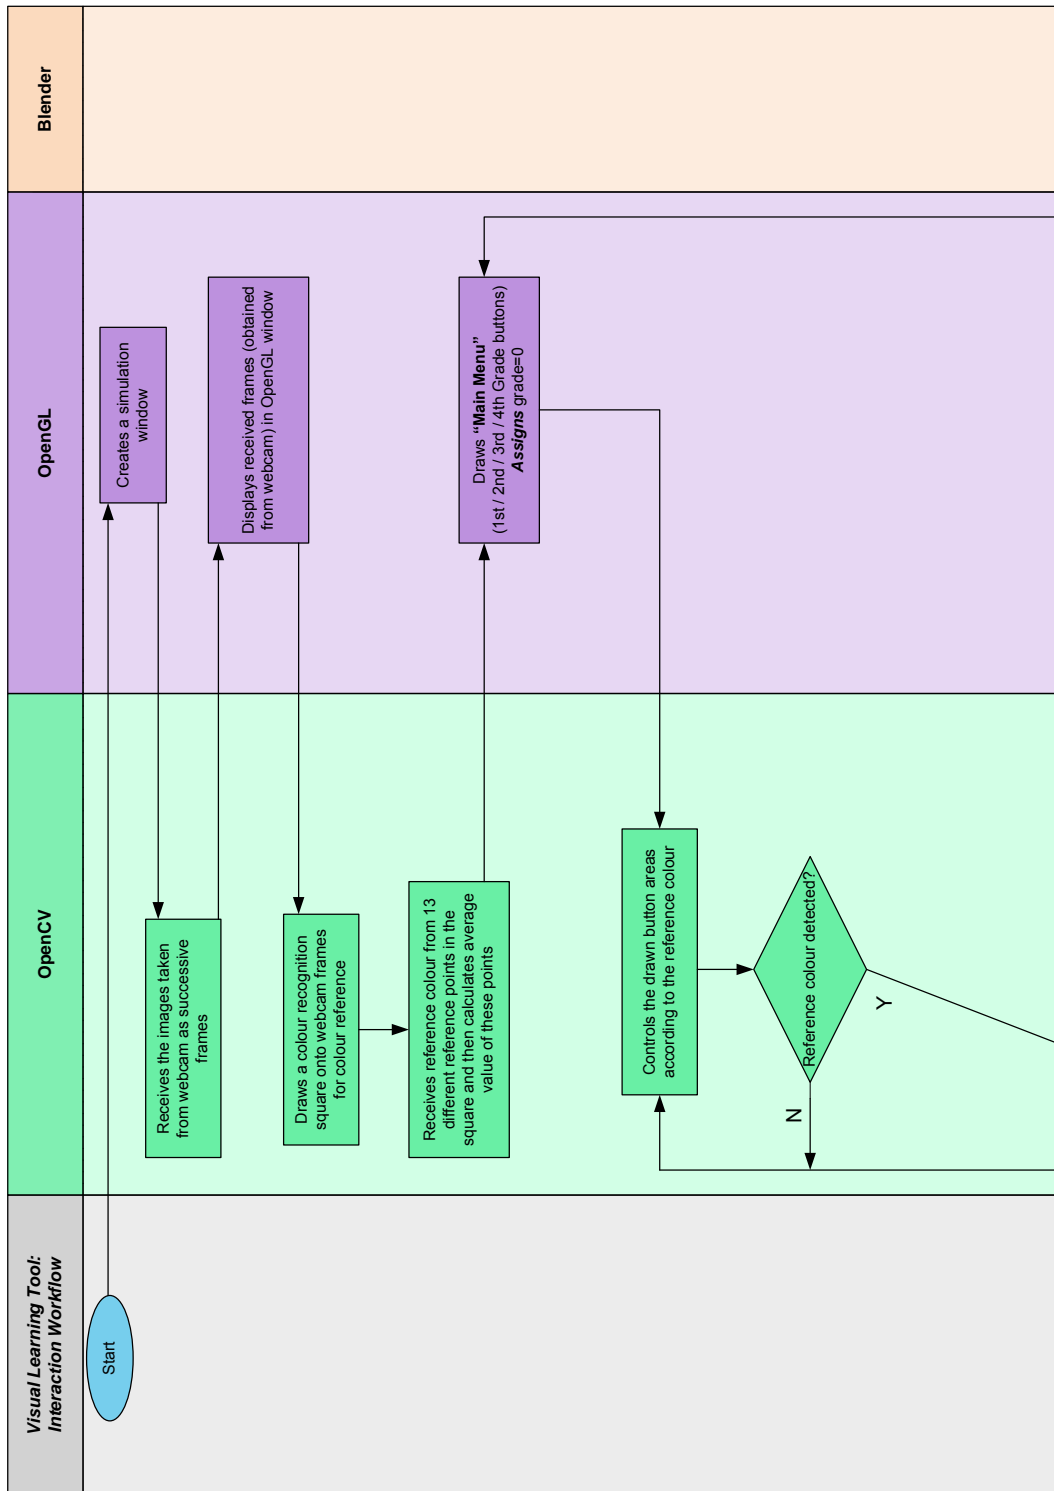 Visual Learning Tool:
Interaction Workflow
OpenCV
OpenGL
Blender
Start
Creates a simulation
window
Receives the images taken
from webcam as successive
frames
Displays received frames (obtained
from webcam) in OpenGL window
Draws a colour recognition
square onto webcam frames
for colour reference
Receives reference colour from 13
different reference points in the
square and then calculates average
value of these points
Draws “Main Menu”
(1st / 2nd / 3rd / 4th Grade buttons)
Assigns grade=0
Controls the drawn button areas
according to the reference colour
Reference colour detected?
N
Y